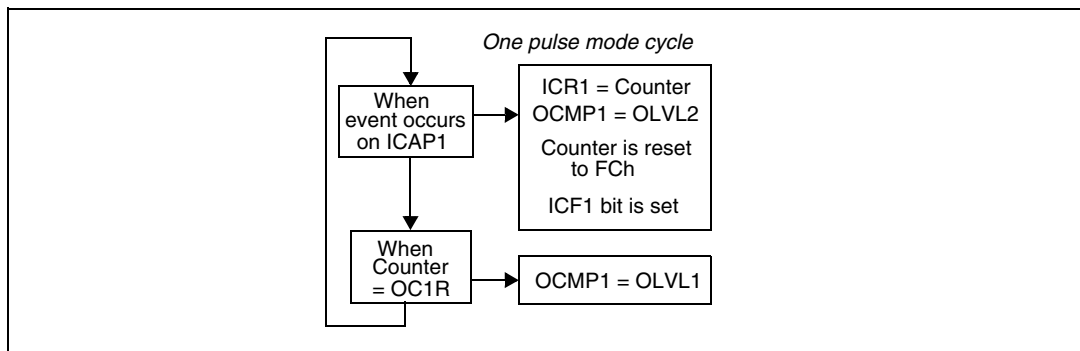 One pulse mode cycle
When
event occurs
on ICAP1
ICR1 = Counter
OCMP1 = OLVL2
Counter is reset
to FCh
ICF1 bit is set
When
Counter
= OC1R
OCMP1 = OLVL1